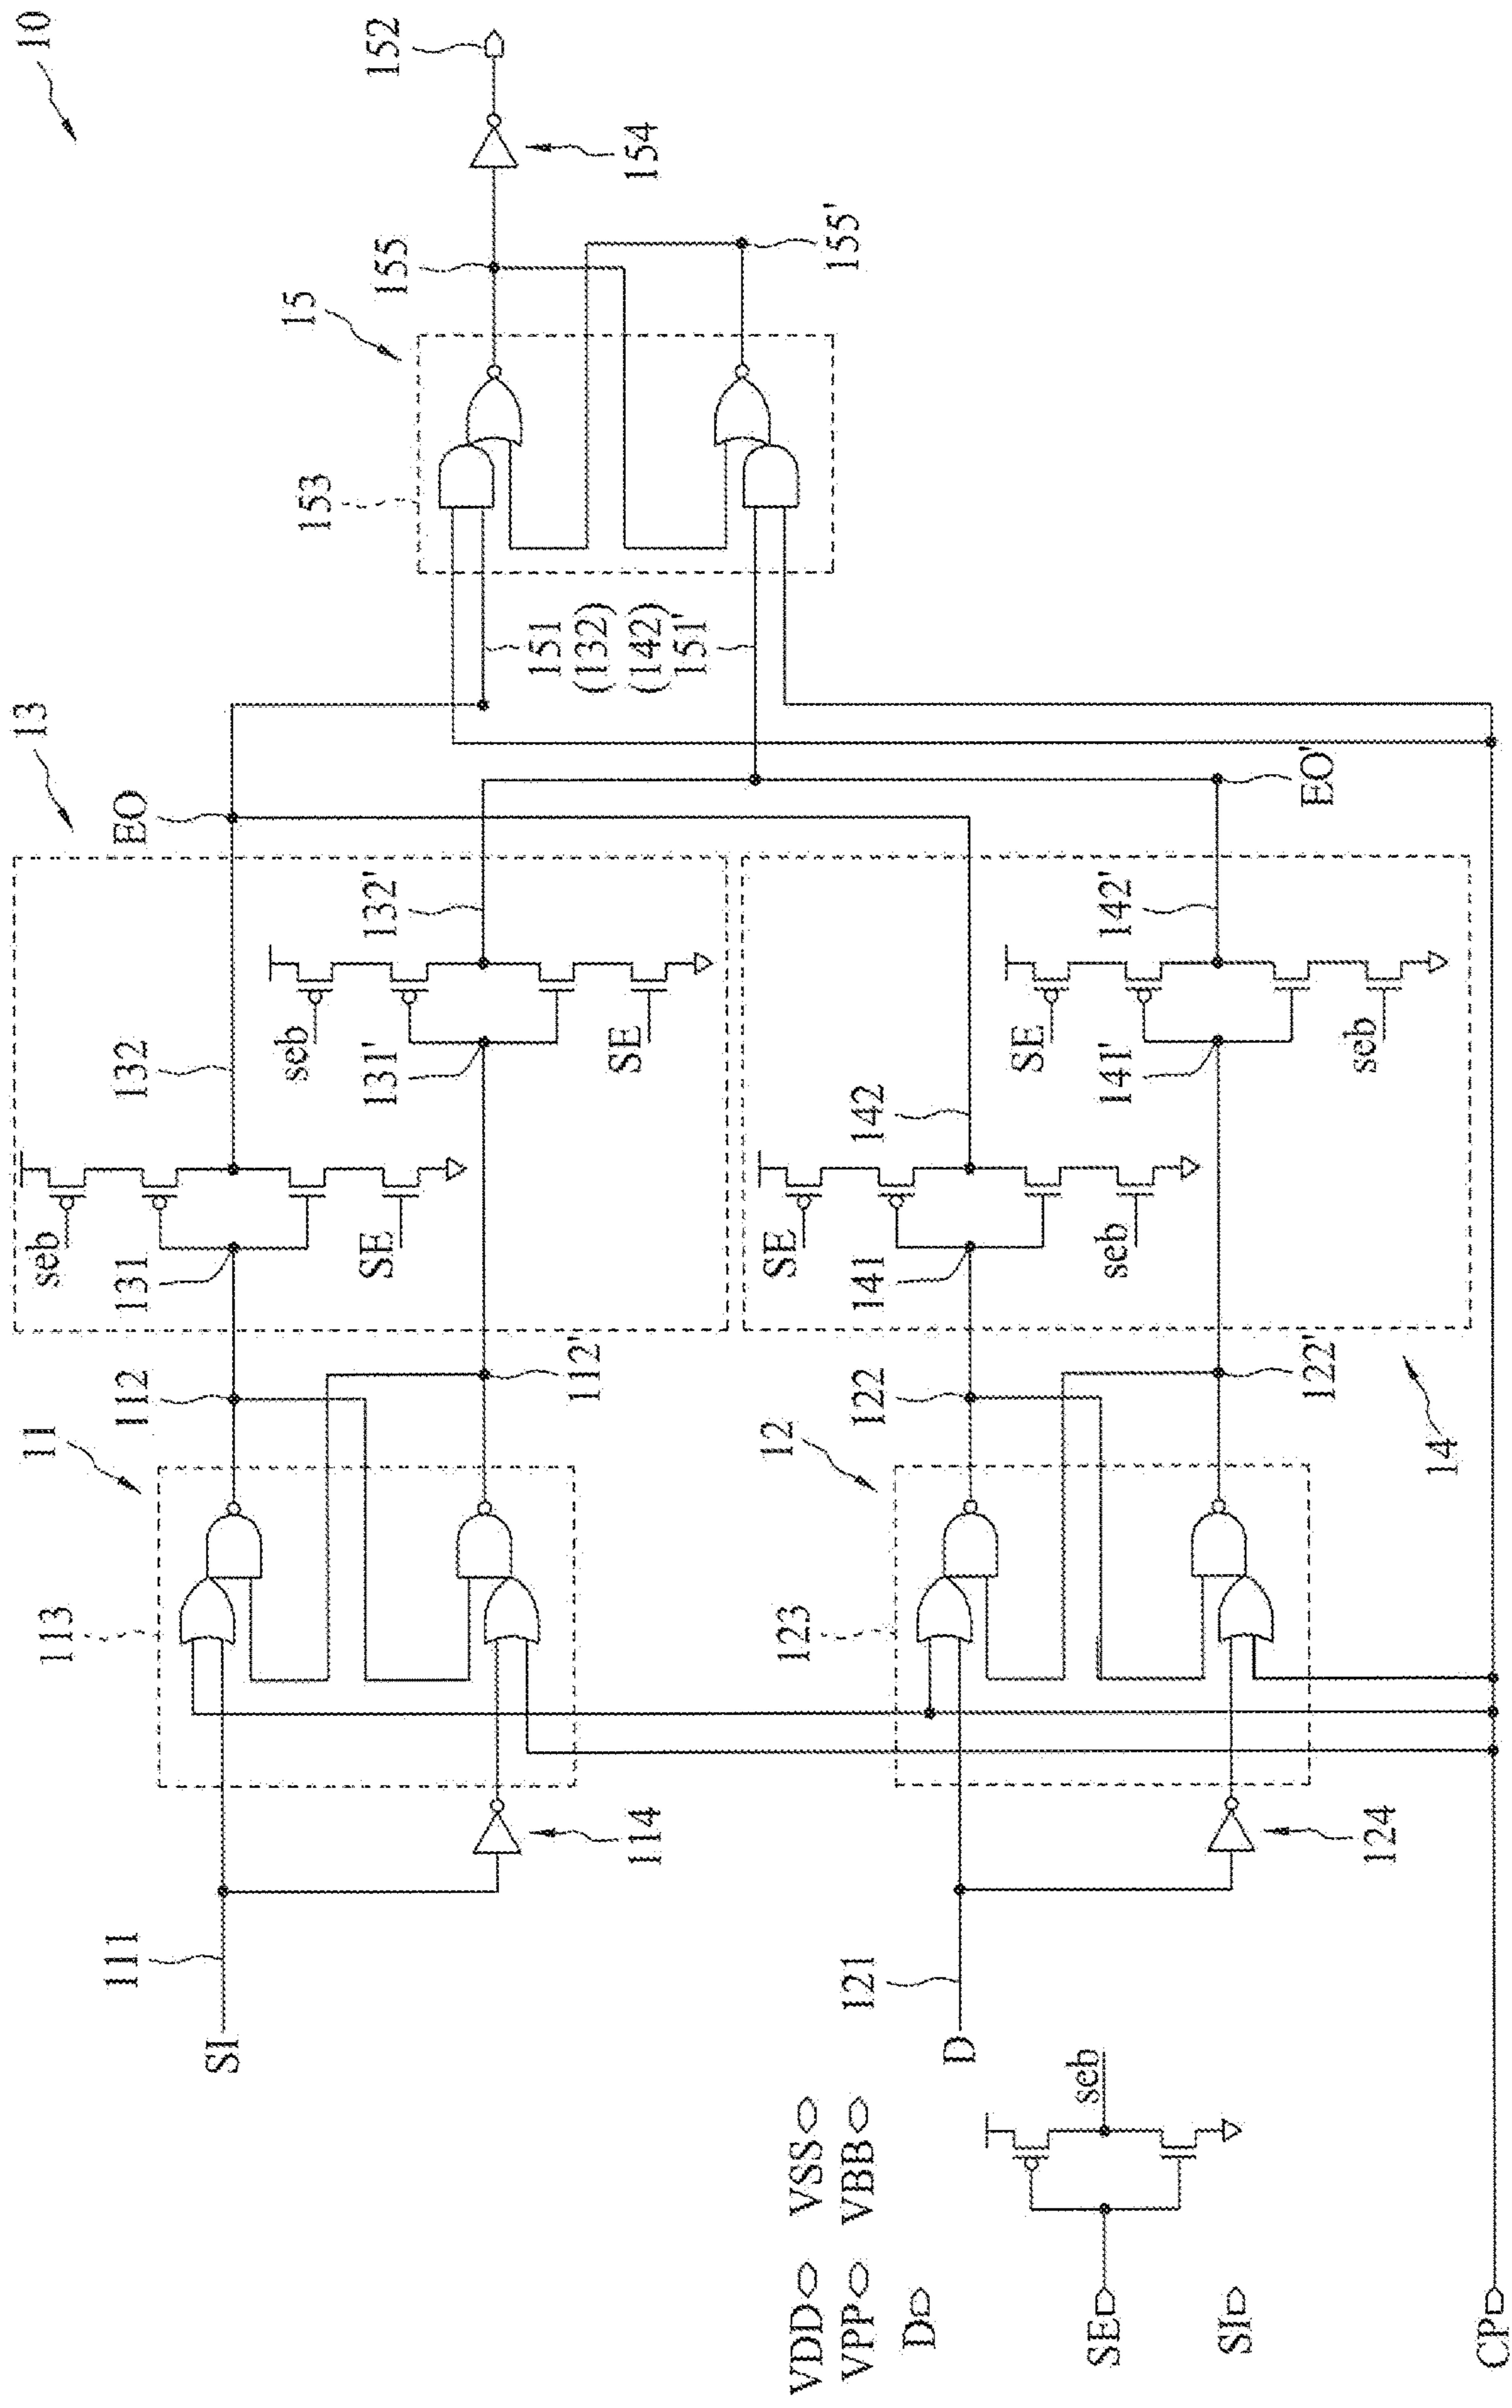 10
SI
111
114
11
113
112
112'
13
seb
131
SE
132
seb
131'
SE
132'
EO
D
121
124
12
123
122
122'
14
SE
141
seb
142
SE
141'
seb
142'
EO'
15
153
151
(132)
(142)
151'
155
155'
154
152
VDD VSS
VPP VBB
D
SE
seb
SI
CP